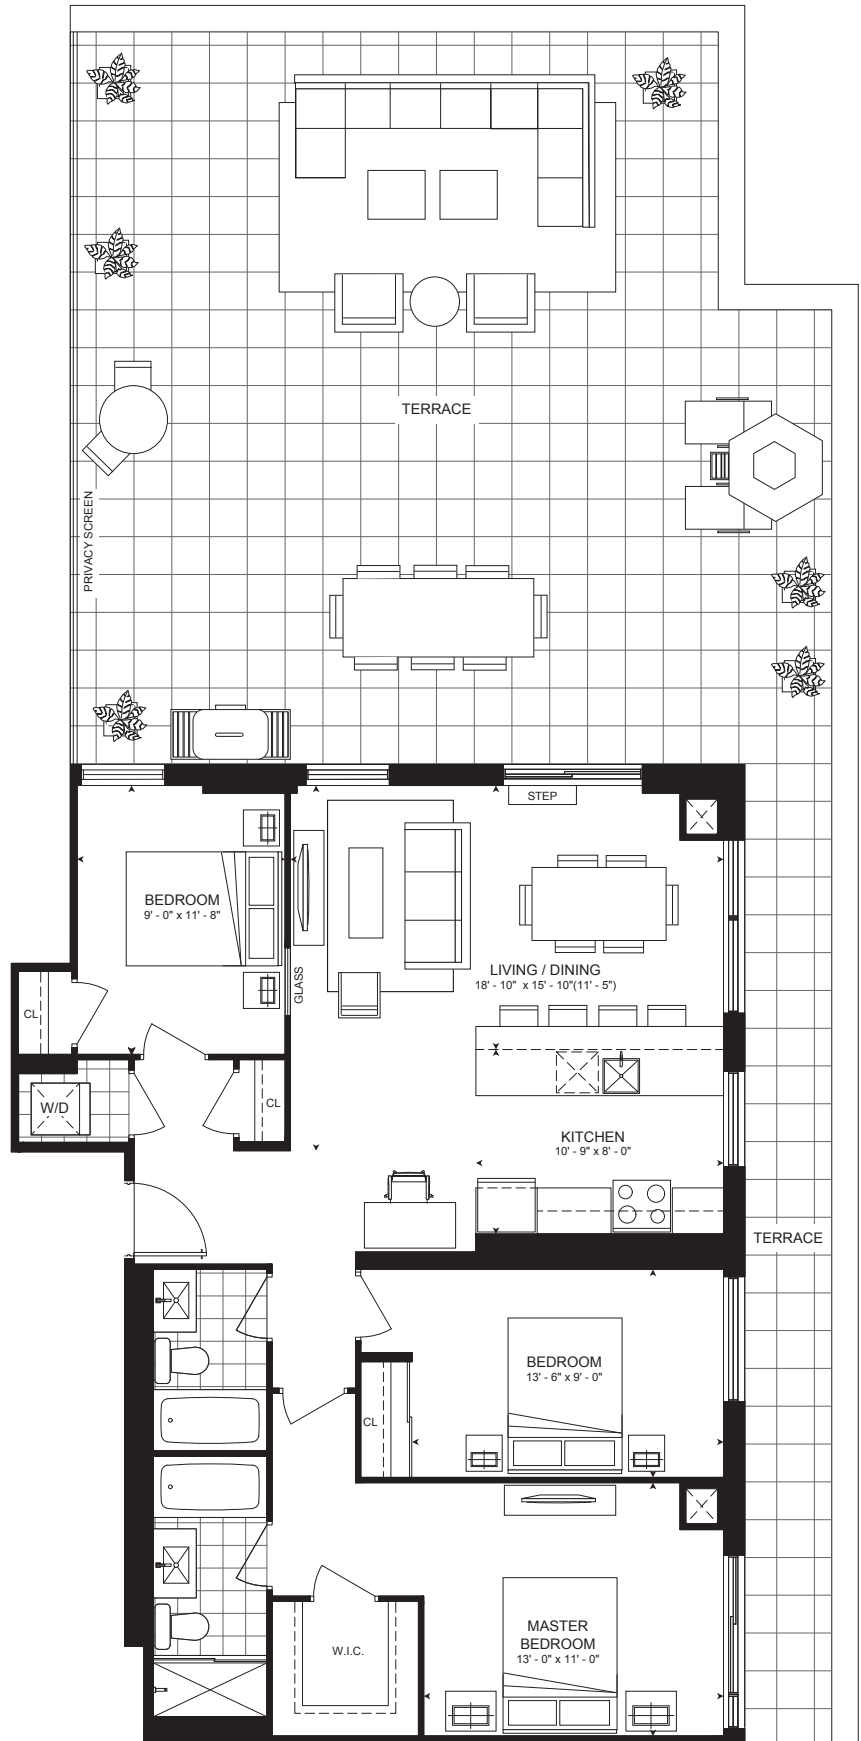 TERRACE
PRIVACY SCREEN
STEP
BEDROOM
9' - 0" x 11' - 8"
GLASS
LIVING / DINING
18' - 10" x 15' - 10"(11' - 5")
CL
W/D
CL
KITCHEN
10' - 9" x 8' - 0"
TERRACE
BEDROOM
13' - 6" x 9' - 0"
CL
MASTER
BEDROOM
13' - 0" x 11' - 0"
W.I.C.